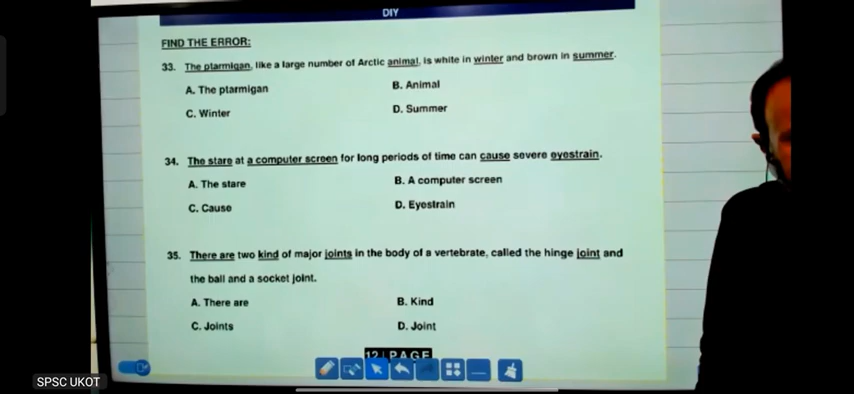 DIY
FIND THE ERROR:
33. The ptarmigan, like a large number of Arctic animal, is white in winter and brown in summer.
A. The ptarmigan B. Animal
C. Winter D. Summer
34. The stare at a computer screen for long periods of time can cause severe eyestrain.
A. The stare B. A computer screen
C. Cause D. Eyestrain
35. There are two kind of major joints in the body of a vertebrate, called the hinge joint and
the ball and a socket joint.
A. There are B. Kind
C. Joints D. Joint
12 | PAGE
SPSC UKOT